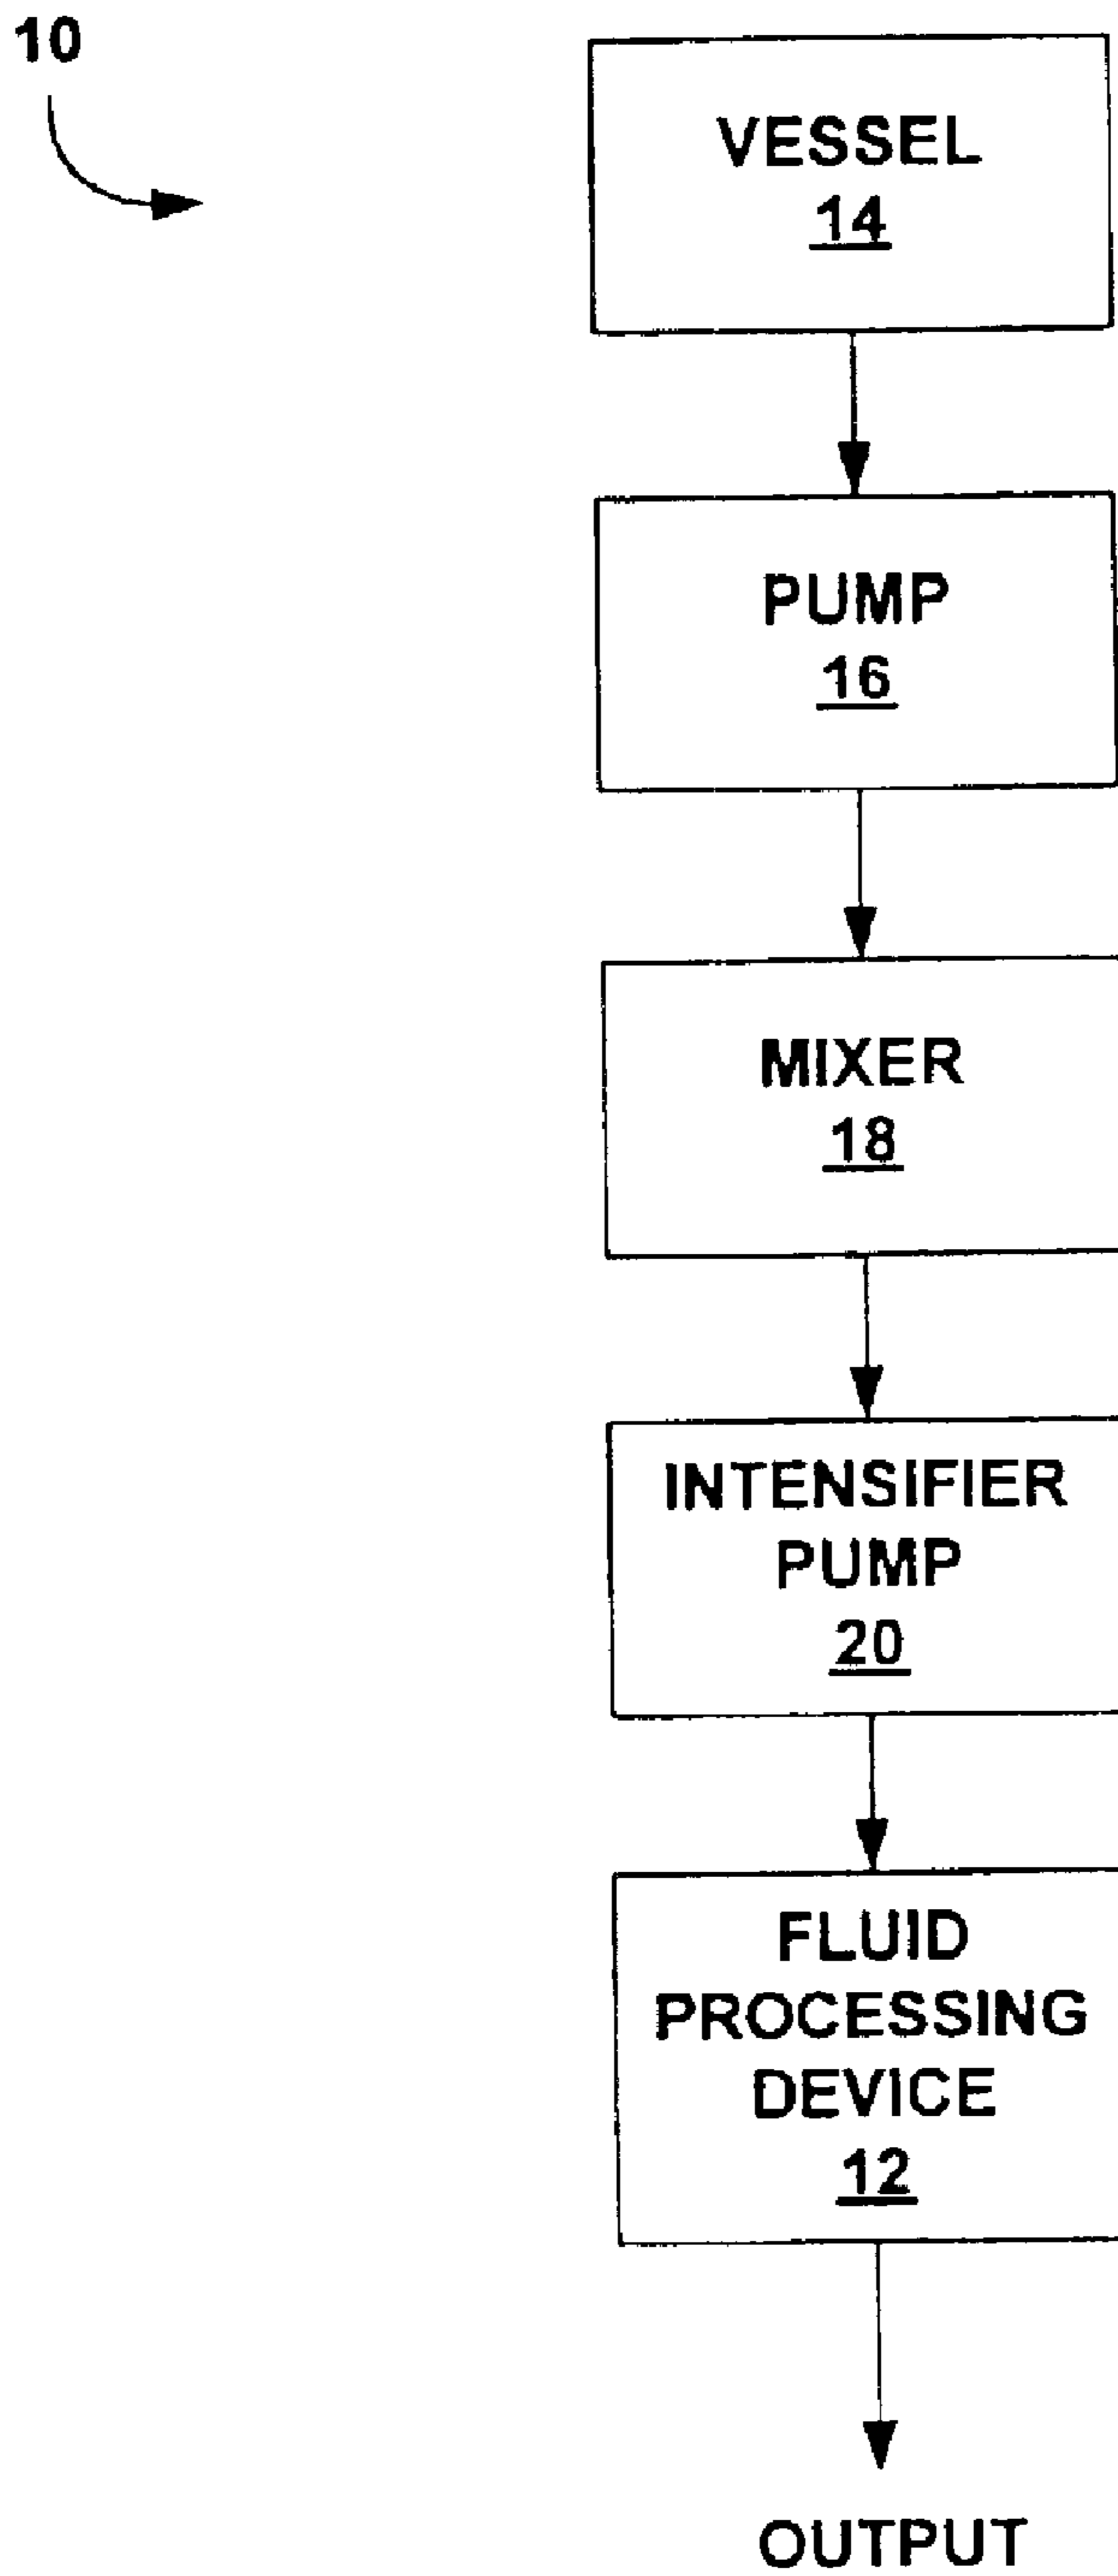 10
VESSEL
14
PUMP
16
MIXER
18
INTENSIFIER
PUMP
20
FLUID
PROCESSING
DEVICE
12
OUTPUT